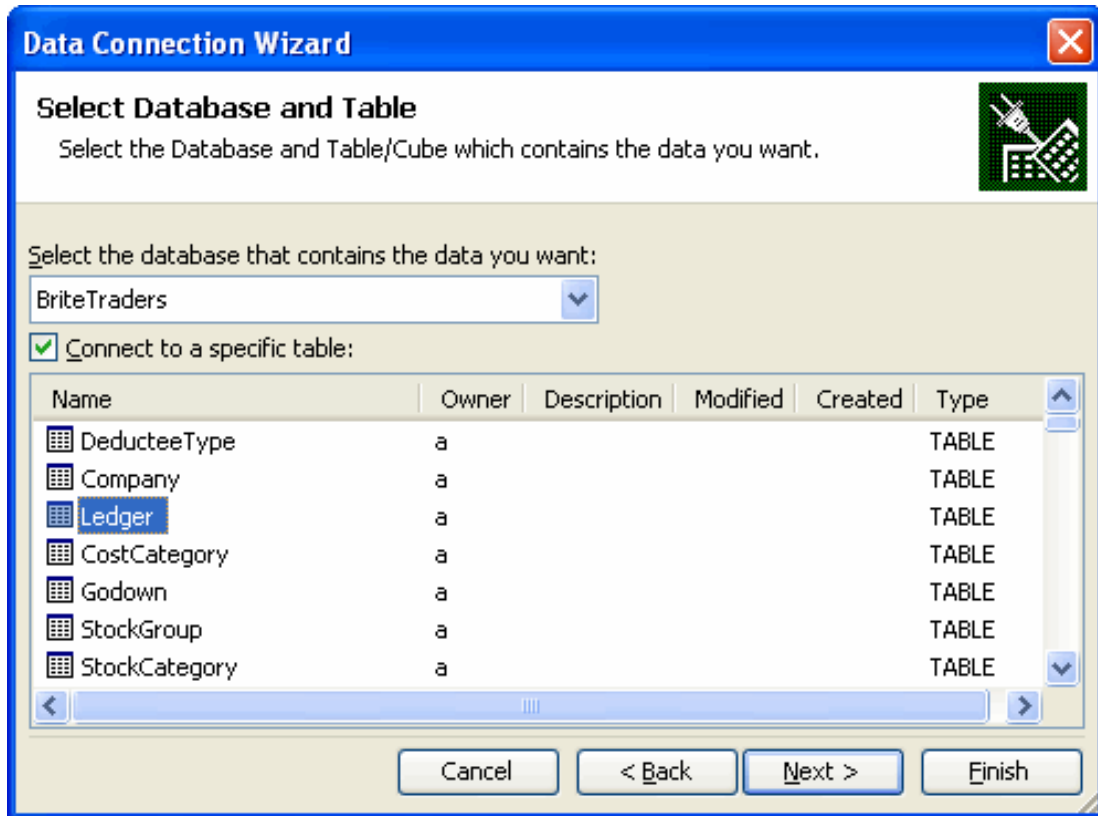 Data Connection Wizard
Select Database and Table
Select the Database and Table/Cube which contains the data you want.
Select the database that contains the data you want:
BriteTraders
Connect to a specific table:
Name Owner Description Modified Created Type
DeducteeType a TABLE
Company a TABLE
Ledger a TABLE
CostCategory a TABLE
Godown a TABLE
StockGroup a TABLE
StockCategory a TABLE
Cancel < Back Next > Finish